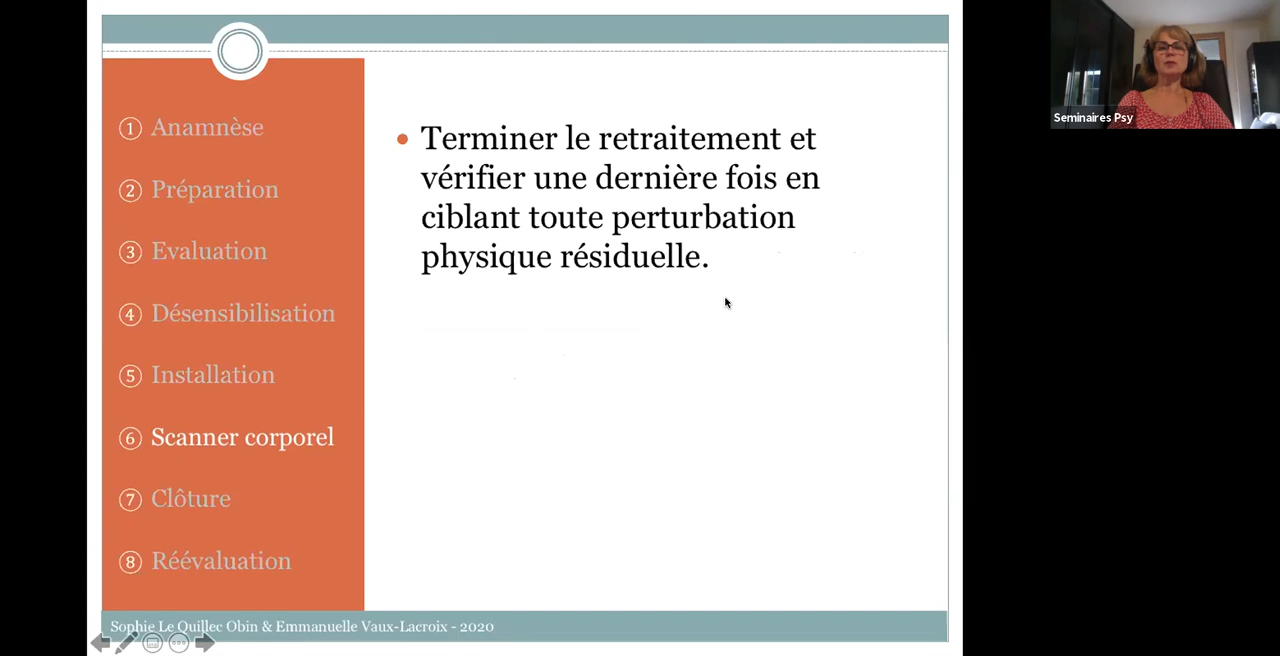 ① Anamnèse
② Préparation
③ Evaluation
④ Désensibilisation
⑤ Installation
⑥ Scanner corporel
⑦ Clôture
⑧ Réévaluation
• Terminer le retraitement et
vérifier une dernière fois en
ciblant toute perturbation
physique résiduelle.
Sophie Le Quillec Obin & Emmanuelle Vaux-Lacroix - 2020
Seminaires Psy